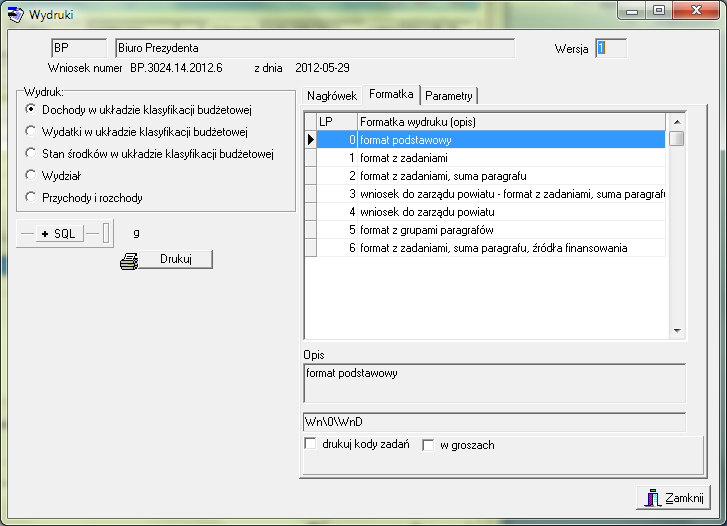 Wydruki
BP
Biuro Prezydenta
Wersja
1
Wniosek numer BP.3024.14.2012.6 z dnia 2012-05-29
Wydruk:
Dochody w układzie klasyfikacji budżetowej
Wydatki w układzie klasyfikacji budżetowej
Stan środków w układzie klasyfikacji budżetowej
Wydział
Przychody i rozchody
+ SQL
g
Drukuj
Nagłówek
Formatka
Parametry
LP Formatka wydruku (opis)
0 format podstawowy
1 format z zadaniami
2 format z zadaniami, suma paragrafu
3 wniosek do zarządu powiatu - format z zadaniami, suma paragrafu
4 wniosek do zarządu powiatu
5 format z grupami paragrafów
6 format z zadaniami, suma paragrafu, źródła finansowania
Opis
format podstawowy
Wn\0\WnD
drukuj kody zadań
w groszach
Zamknij